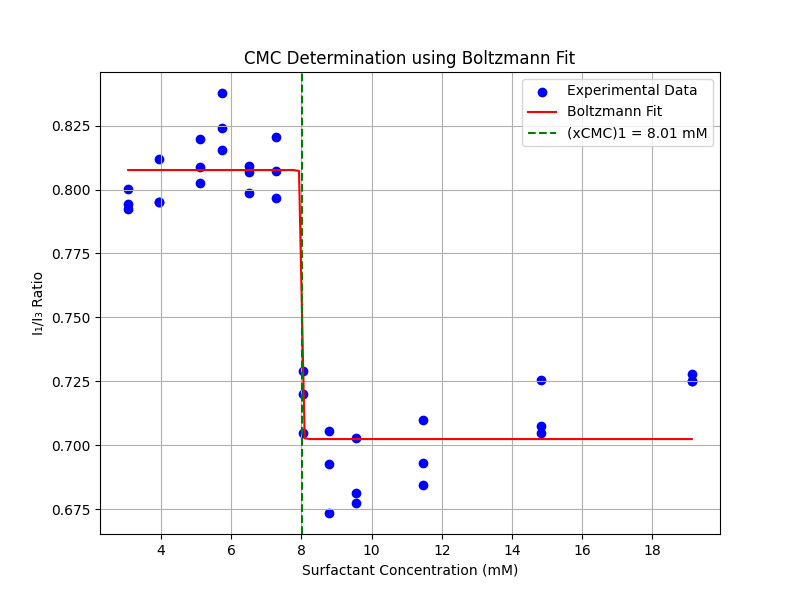 CMC Determination using Boltzmann Fit
Experimental Data
Boltzmann Fit
(xCMC)1 = 8.01 mM
I₁/I₃ Ratio
0.825
0.800
0.775
0.750
0.725
0.700
0.675
4 6 8 10 12 14 16 18
Surfactant Concentration (mM)